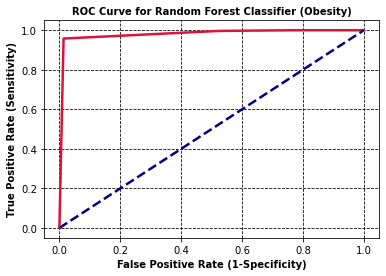 ROC Curve for Random Forest Classifier (Obesity)
True Positive Rate (Sensitivity)
1.0
0.8
0.6
0.4
0.2
0.0
0.0 0.2 0.4 0.6 0.8 1.0
False Positive Rate (1-Specificity)